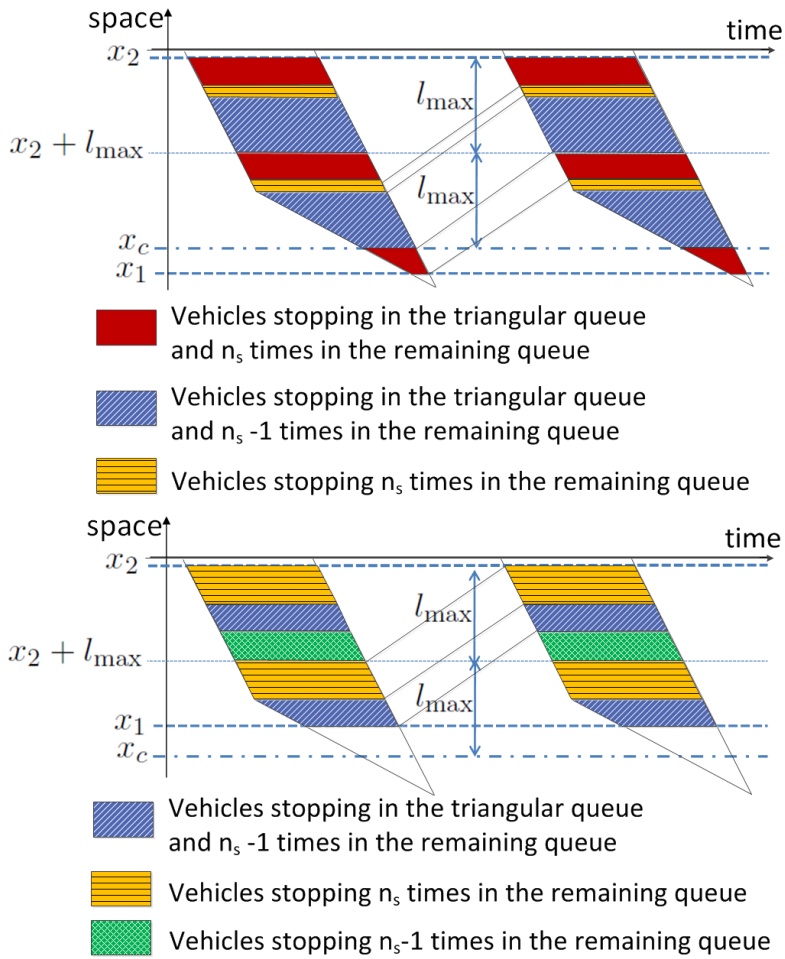 space
time
x₂
lmax
x₂ + lmax
lmax
x_c
x₁
Vehicles stopping in the triangular queue
and nₛ times in the remaining queue
Vehicles stopping in the triangular queue
and nₛ -1 times in the remaining queue
Vehicles stopping nₛ times in the remaining queue
space
time
x₂
lmax
x₂ + lmax
lmax
x₁
x_c
Vehicles stopping in the triangular queue
and nₛ -1 times in the remaining queue
Vehicles stopping nₛ times in the remaining queue
Vehicles stopping nₛ-1 times in the remaining queue